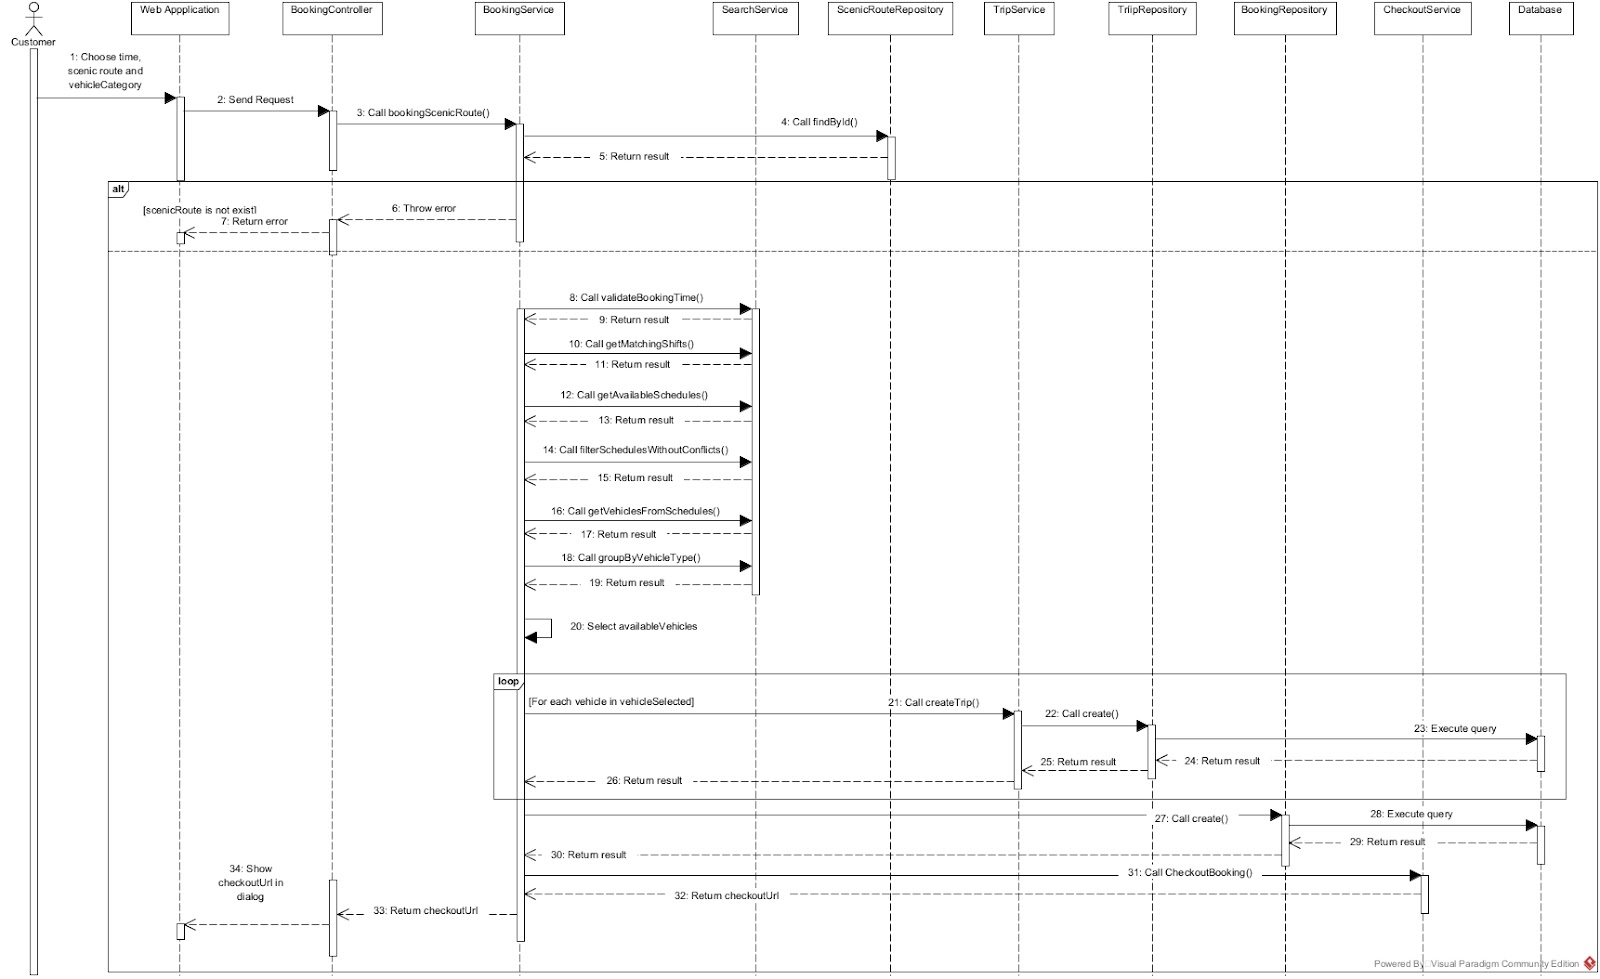 Web Appplication
BookingController
BookingService
SearchService
ScenicRouteRepository
TripService
TrlipRepository
BookingRepository
CheckoutService
Database
Customer
1: Choose time,
scenic route and
vehicleCategory
2: Send Request
3: Call bookingScenicRoute()
4: Call findById()
5: Return result
alt
[scenicRoute is not exist]
6: Throw error
7: Return error
8: Call validateBookingTime()
9: Return result
10: Call getMatchingShifts()
11: Return result
12: Call getAvailableSchedules()
13: Return result
14: Call filterSchedulesWithoutConflicts()
15: Return result
16: Call getVehiclesFromSchedules()
17: Return result
18: Call groupByVehicleType()
19: Return result
20: Select availableVehicles
loop
[For each vehicle in vehicleSelected]
21: Call createTrip()
22: Call create()
23: Execute query
24: Return result
25: Return result
26: Return result
27: Call create()
28: Execute query
29: Return result
30: Return result
31: Call CheckoutBooking()
32: Return checkoutUrl
33: Return checkoutUrl
34: Show
checkoutUrl in
dialog
Powered By Visual Paradigm Community Edition